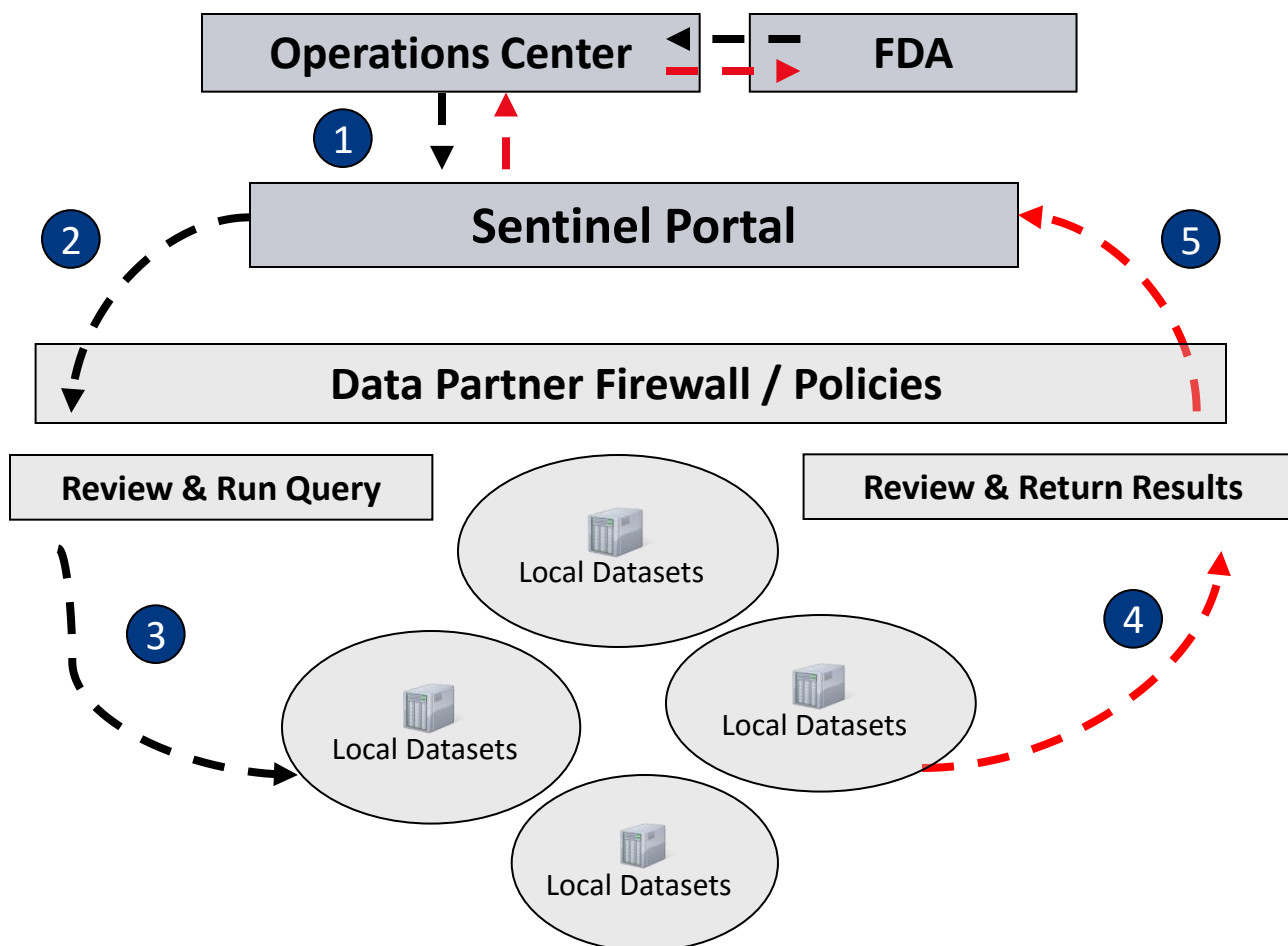 Operations Center
FDA
1
Sentinel Portal
2
5
Data Partner Firewall / Policies
Review & Run Query
Review & Return Results
Local Datasets
3
4
Local Datasets
Local Datasets
Local Datasets